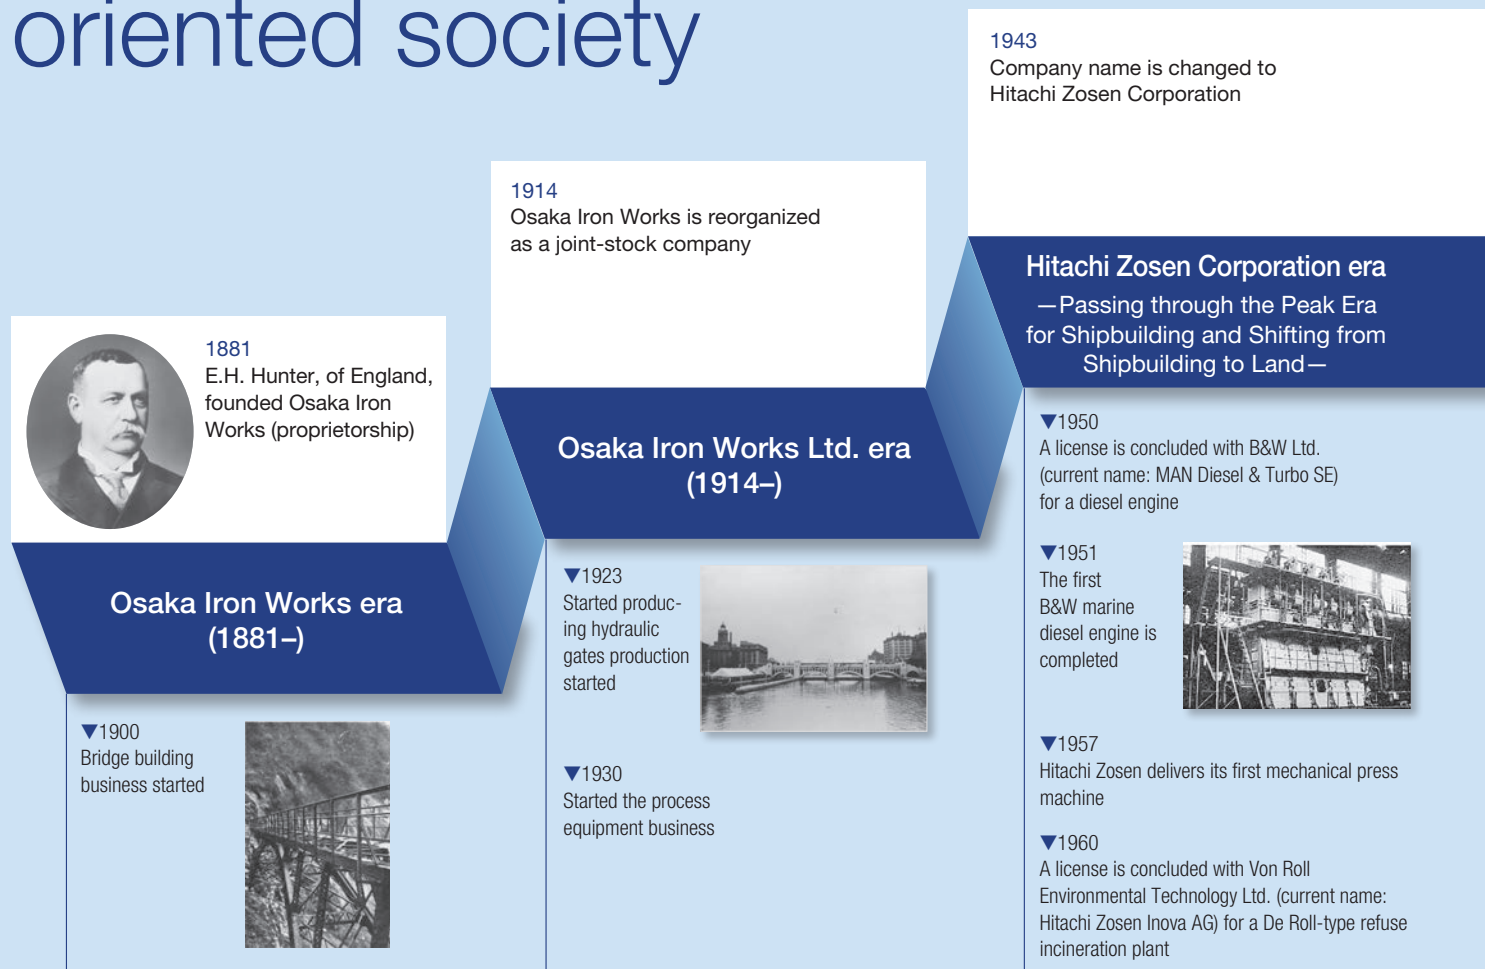 oriented society
1881
E.H. Hunter, of England,
founded Osaka Iron
Works (proprietorship)
Osaka Iron Works era
(1881–)
▼1900
Bridge building
business started
1914
Osaka Iron Works is reorganized
as a joint-stock company
Osaka Iron Works Ltd. era
(1914–)
▼1923
Started produc-
ing hydraulic
gates production
started
▼1930
Started the process
equipment business
1943
Company name is changed to
Hitachi Zosen Corporation
Hitachi Zosen Corporation era
—Passing through the Peak Era
for Shipbuilding and Shifting from
Shipbuilding to Land—
▼1950
A license is concluded with B&W Ltd.
(current name: MAN Diesel & Turbo SE)
for a diesel engine
▼1951
The first
B&W marine
diesel engine is
completed
▼1957
Hitachi Zosen delivers its first mechanical press
machine
▼1960
A license is concluded with Von Roll
Environmental Technology Ltd. (current name:
Hitachi Zosen Inova AG) for a De Roll-type refuse
incineration plant